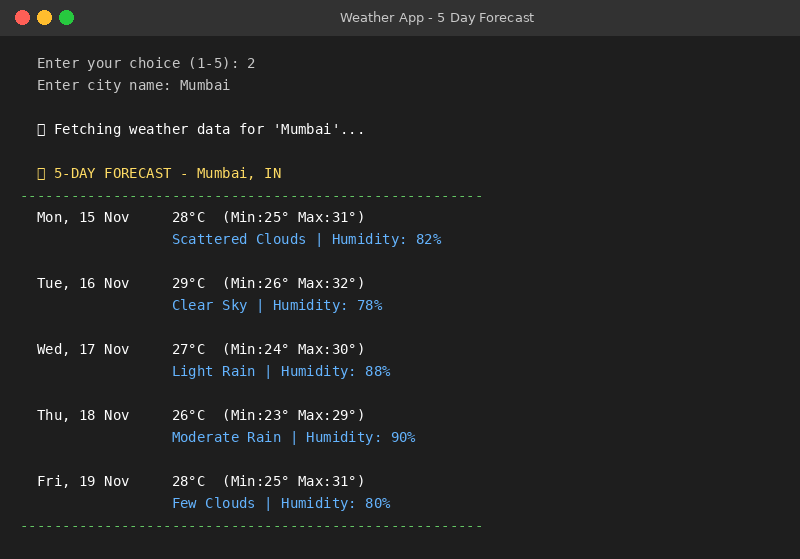 Weather App - 5 Day Forecast
Enter your choice (1-5): 2
Enter city name: Mumbai
Fetching weather data for 'Mumbai'...
5-DAY FORECAST - Mumbai, IN
-------------------------------------------------------
Mon, 15 Nov     28°C  (Min:25° Max:31°)
Scattered Clouds | Humidity: 82%
Tue, 16 Nov     29°C  (Min:26° Max:32°)
Clear Sky | Humidity: 78%
Wed, 17 Nov     27°C  (Min:24° Max:30°)
Light Rain | Humidity: 88%
Thu, 18 Nov     26°C  (Min:23° Max:29°)
Moderate Rain | Humidity: 90%
Fri, 19 Nov     28°C  (Min:25° Max:31°)
Few Clouds | Humidity: 80%
-------------------------------------------------------